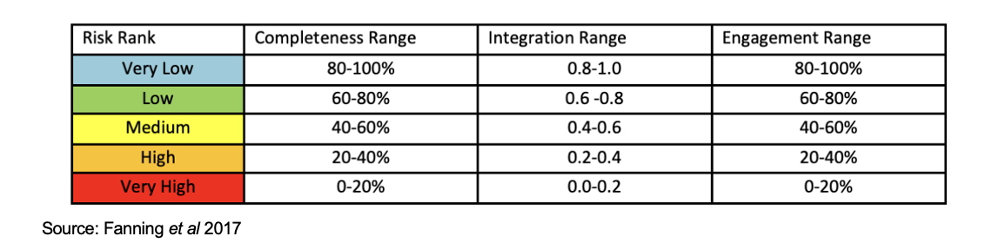 Risk Rank Completeness Range Integration Range Engagement Range
Very Low 80-100% 0.8-1.0 80-100%
Low 60-80% 0.6 -0.8 60-80%
Medium 40-60% 0.4-0.6 40-60%
High 20-40% 0.2-0.4 20-40%
Very High 0-20% 0.0-0.2 0-20%
Source: Fanning et al 2017